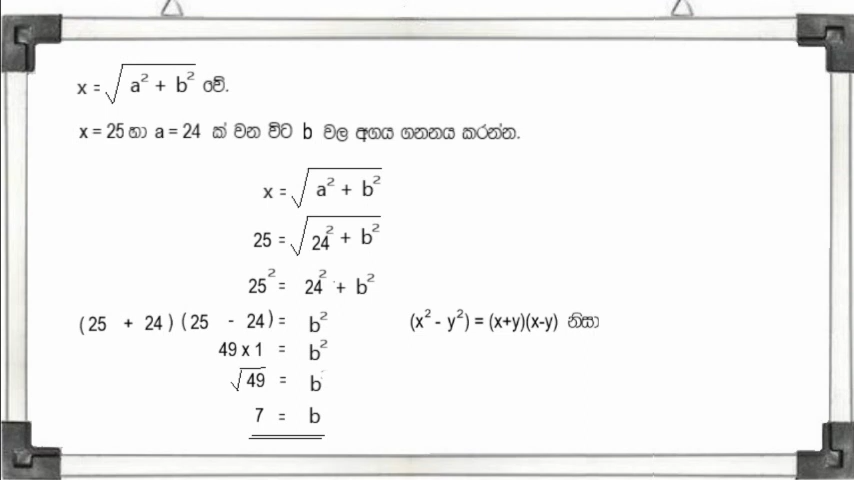 x = √(a² + b²) වේ.
x = 25 හා a = 24 ක් වන විට b වල අගය ගනනය කරන්න.
x = √(a² + b²)
25 = √(24² + b²)
25² = 24² + b²
(25 + 24)(25 - 24) = b² (x² - y²) = (x+y)(x-y) නිසා
49 x 1 = b²
√49 = b
7 = b